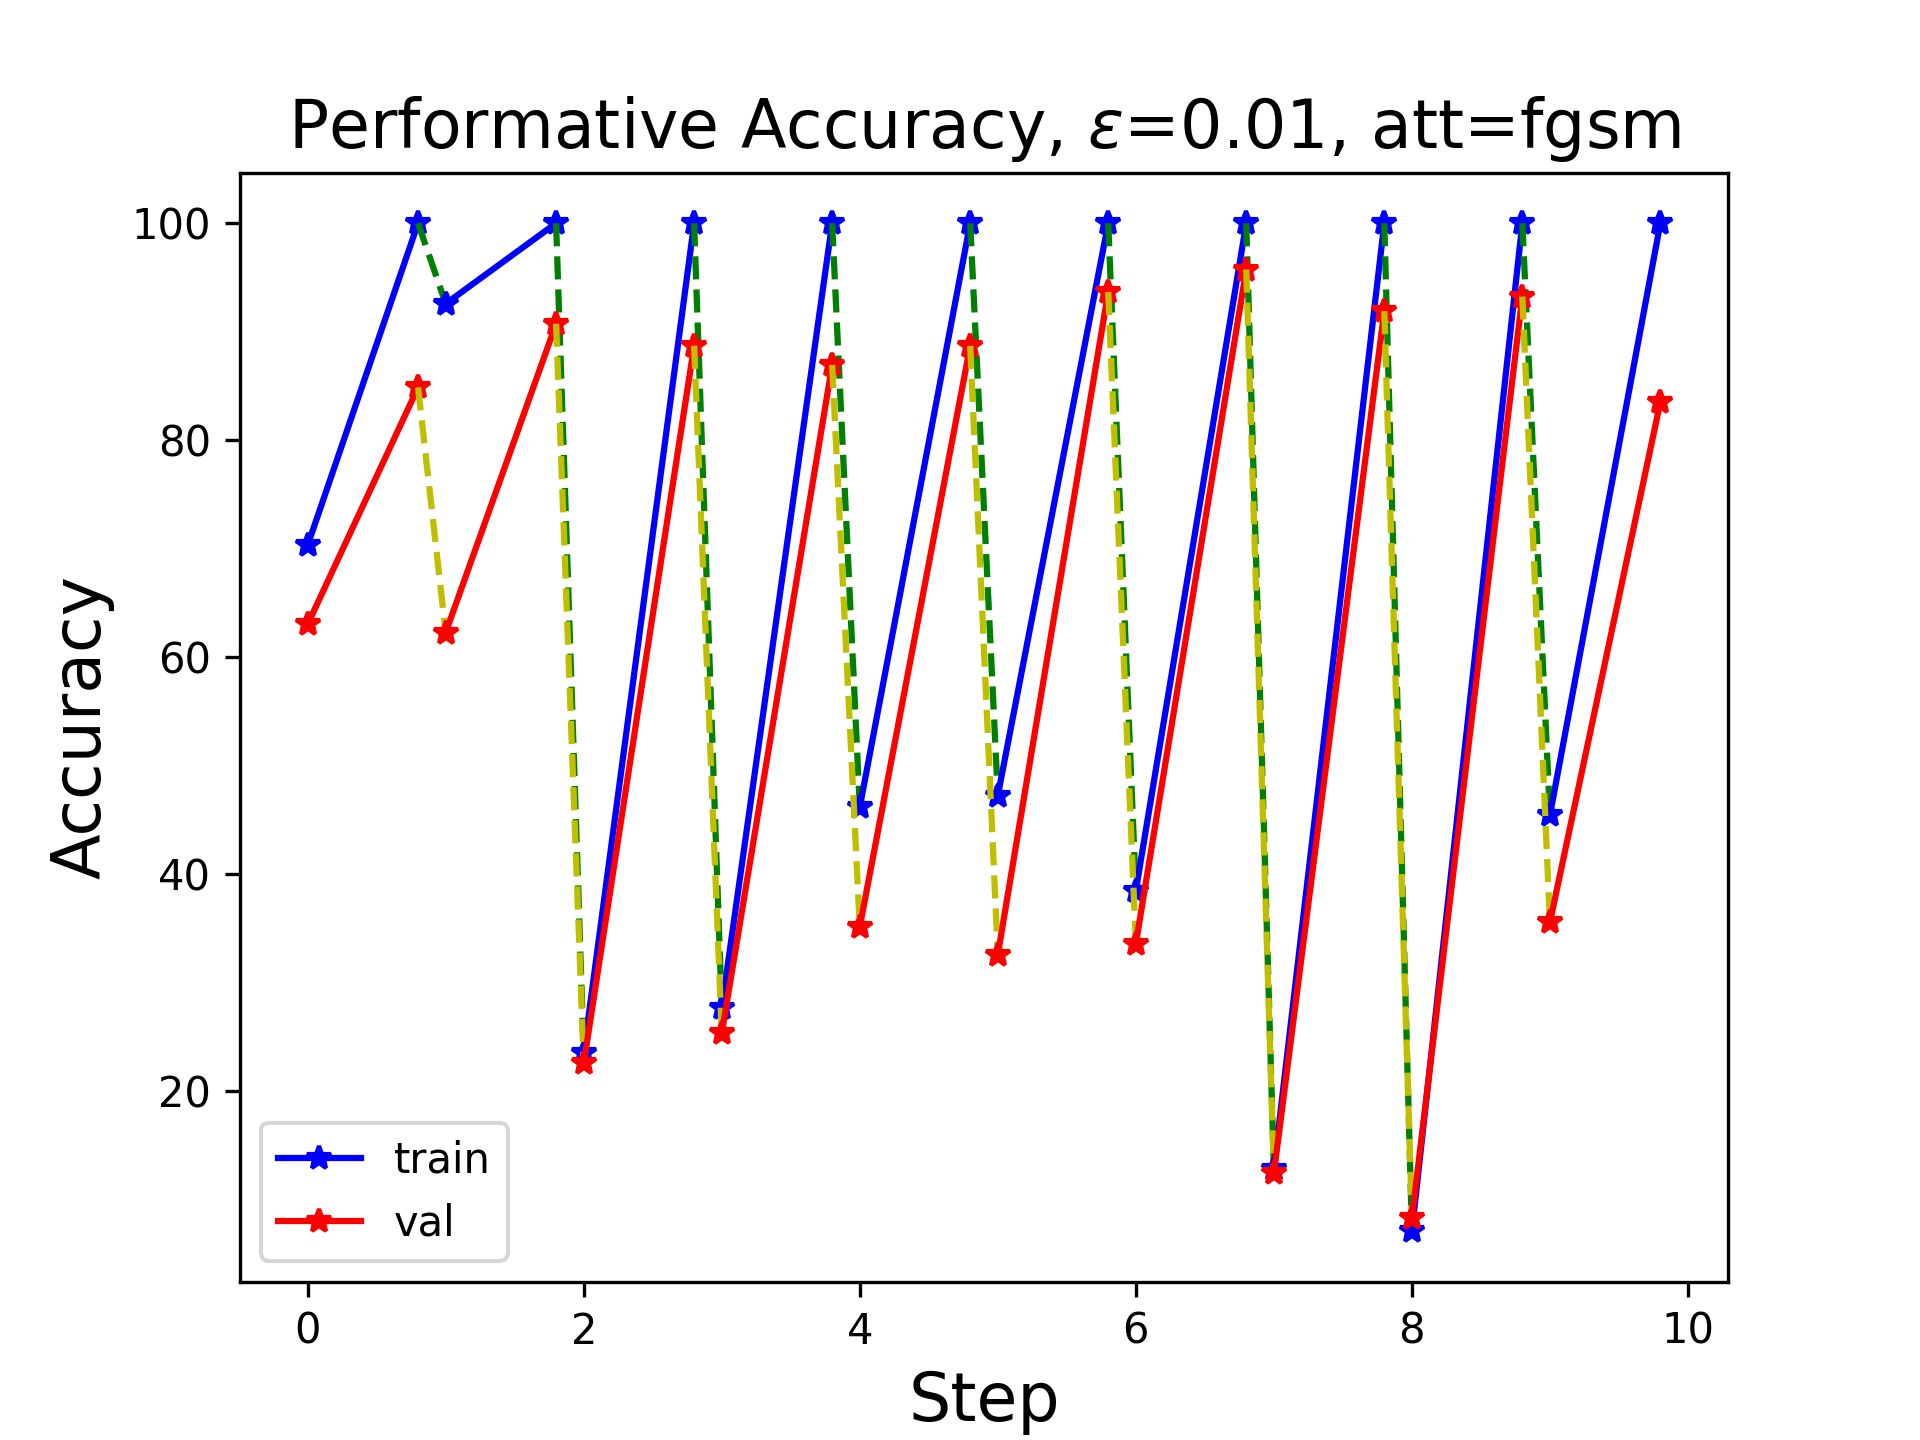 Performative Accuracy, ε=0.01, att=fgsm
Accuracy
100
80
60
40
20
train
val
0 2 4 6 8 10
Step